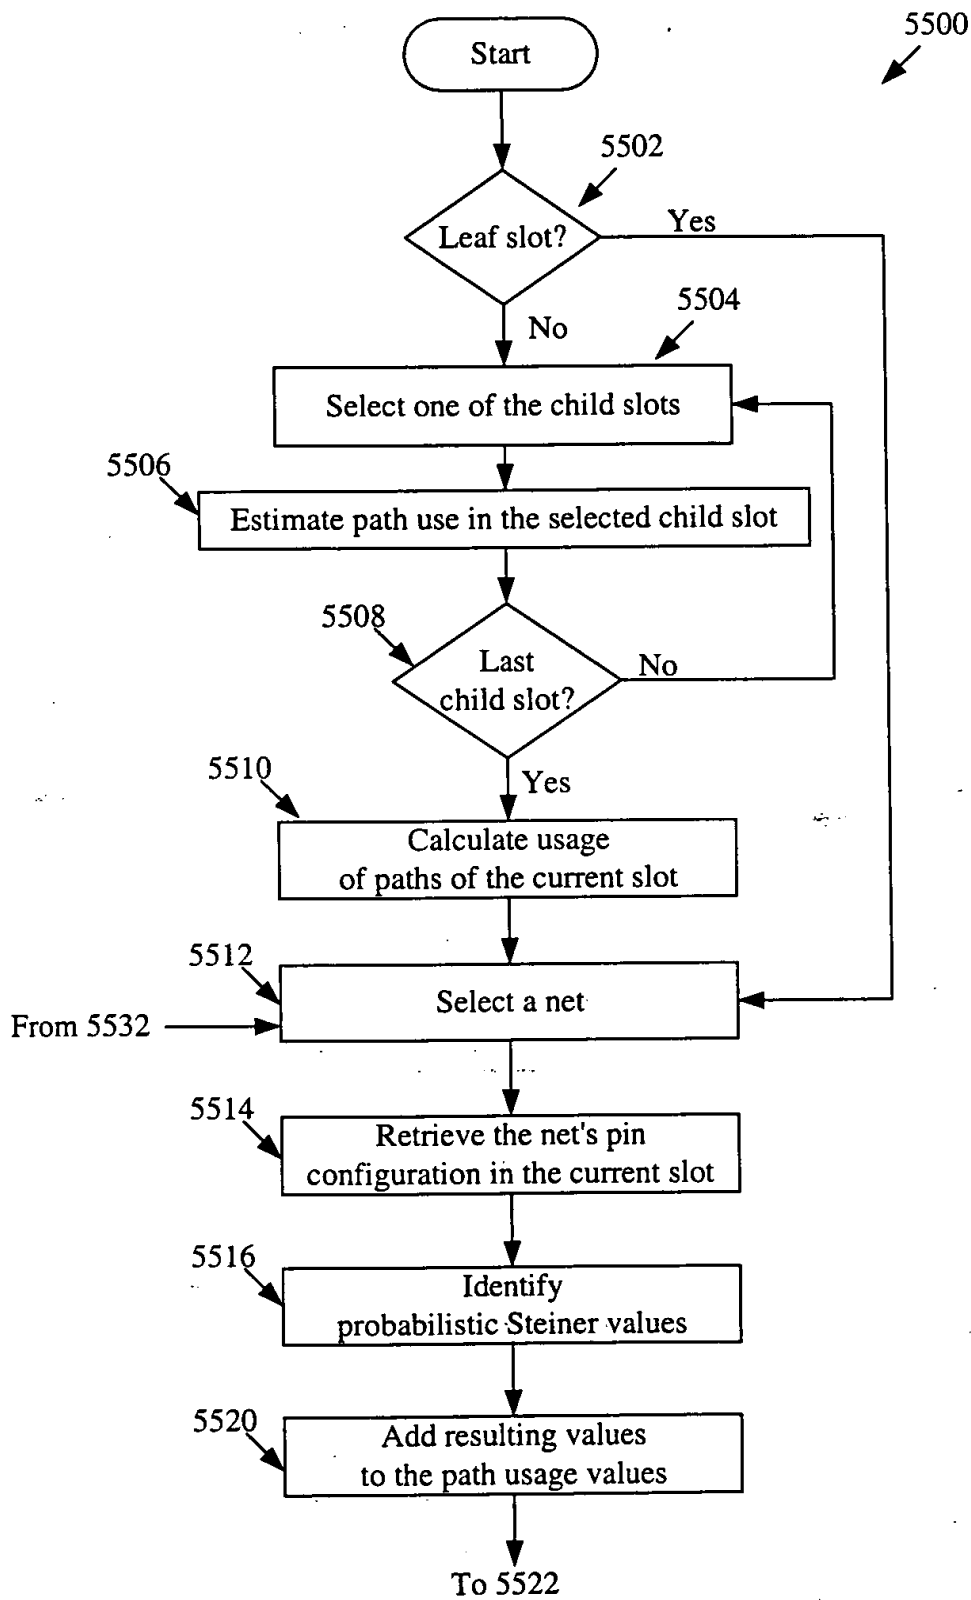 5500
Start
5502
Leaf slot?
Yes
No
5504
Select one of the child slots
5506
Estimate path use in the selected child slot
5508
Last
child slot?
No
Yes
5510
Calculate usage
of paths of the current slot
5512
Select a net
From 5532
5514
Retrieve the net's pin
configuration in the current slot
5516
Identify
probabilistic Steiner values
5520
Add resulting values
to the path usage values
To 5522